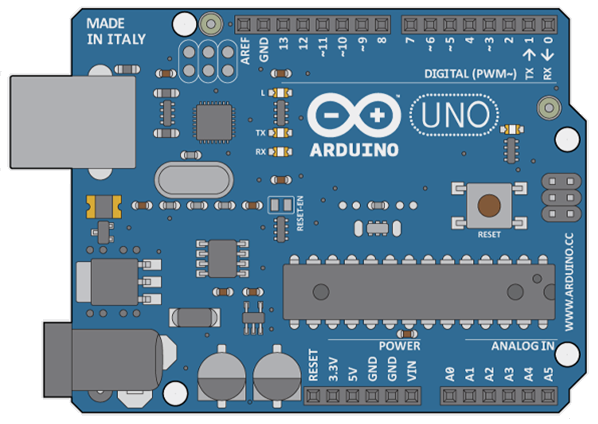 MADE
IN ITALY
AREF
GND
13
12
~11
~10
~9
8
7
~6
~5
4
~3
2
TX → 1
RX ← 0
DIGITAL (PWM~)
L
TX
RX
™
ARDUINO
UNO
RESET-EN
RESET
WWW.ARDUINO.CC
POWER
ANALOG IN
RESET
3.3V
5V
GND
GND
VIN
A0
A1
A2
A3
A4
A5